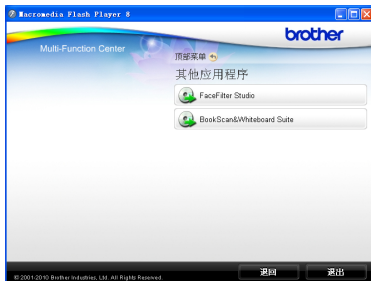 Macromedia Flash Player 8
brother
Multi-Function Center
顶部菜单
其他应用程序
FaceFilter Studio
BookScan&Whiteboard Suite
© 2001-2010 Brother Industries, Ltd. All Rights Reserved.
退回
退出